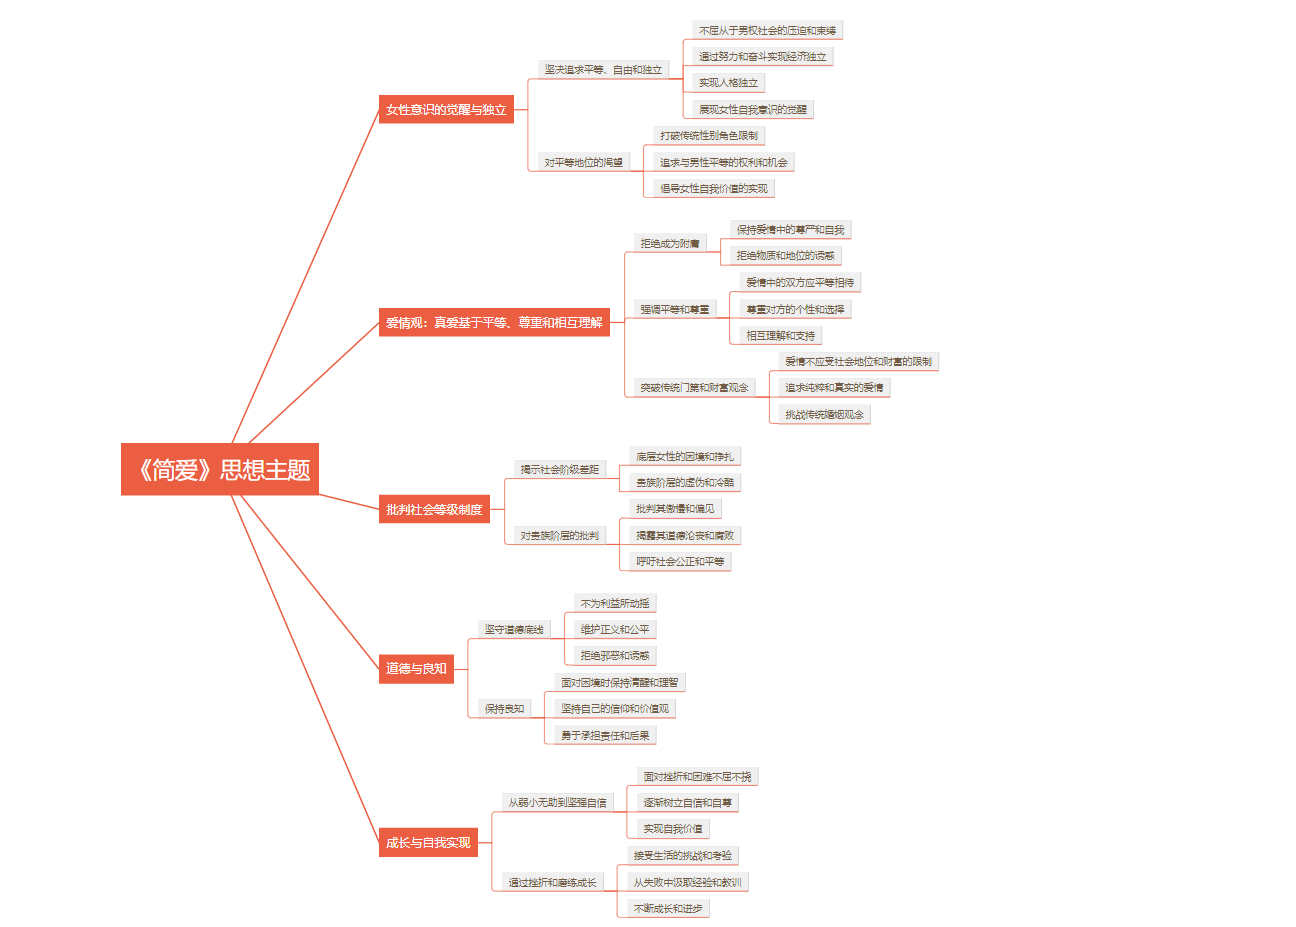 《简爱》思想主题
女性意识的觉醒与独立
坚决追求平等、自由和独立
不屈从于男权社会的压迫和束缚
通过努力和奋斗实现经济独立
实现人格独立
展现女性自我意识的觉醒
对平等地位的渴望
打破传统性别角色限制
追求与男性平等的权利和机会
倡导女性自我价值的实现
爱情观：真爱基于平等、尊重和相互理解
拒绝成为附庸
保持爱情中的尊严和自我
拒绝物质和地位的诱惑
强调平等和尊重
爱情中的双方应平等相待
尊重对方的个性和选择
相互理解和支持
突破传统门第和财富观念
爱情不应受社会地位和财富的限制
追求纯粹和真实的爱情
挑战传统婚姻观念
批判社会等级制度
揭示社会阶级差距
底层女性的困境和挣扎
贵族阶层的虚伪和冷酷
对贵族阶层的批判
批判其傲慢和偏见
揭露其道德沦丧和腐败
呼吁社会公正和平等
道德与良知
坚守道德底线
不为利益所动摇
维护正义和公平
拒绝邪恶和诱惑
保持良知
面对困境时保持清醒和理智
坚持自己的信仰和价值观
勇于承担责任和后果
成长与自我实现
从弱小无助到坚强自信
面对挫折和困难不屈不挠
逐渐树立自信和自尊
实现自我价值
通过挫折和磨练成长
接受生活的挑战和考验
从失败中汲取经验和教训
不断成长和进步